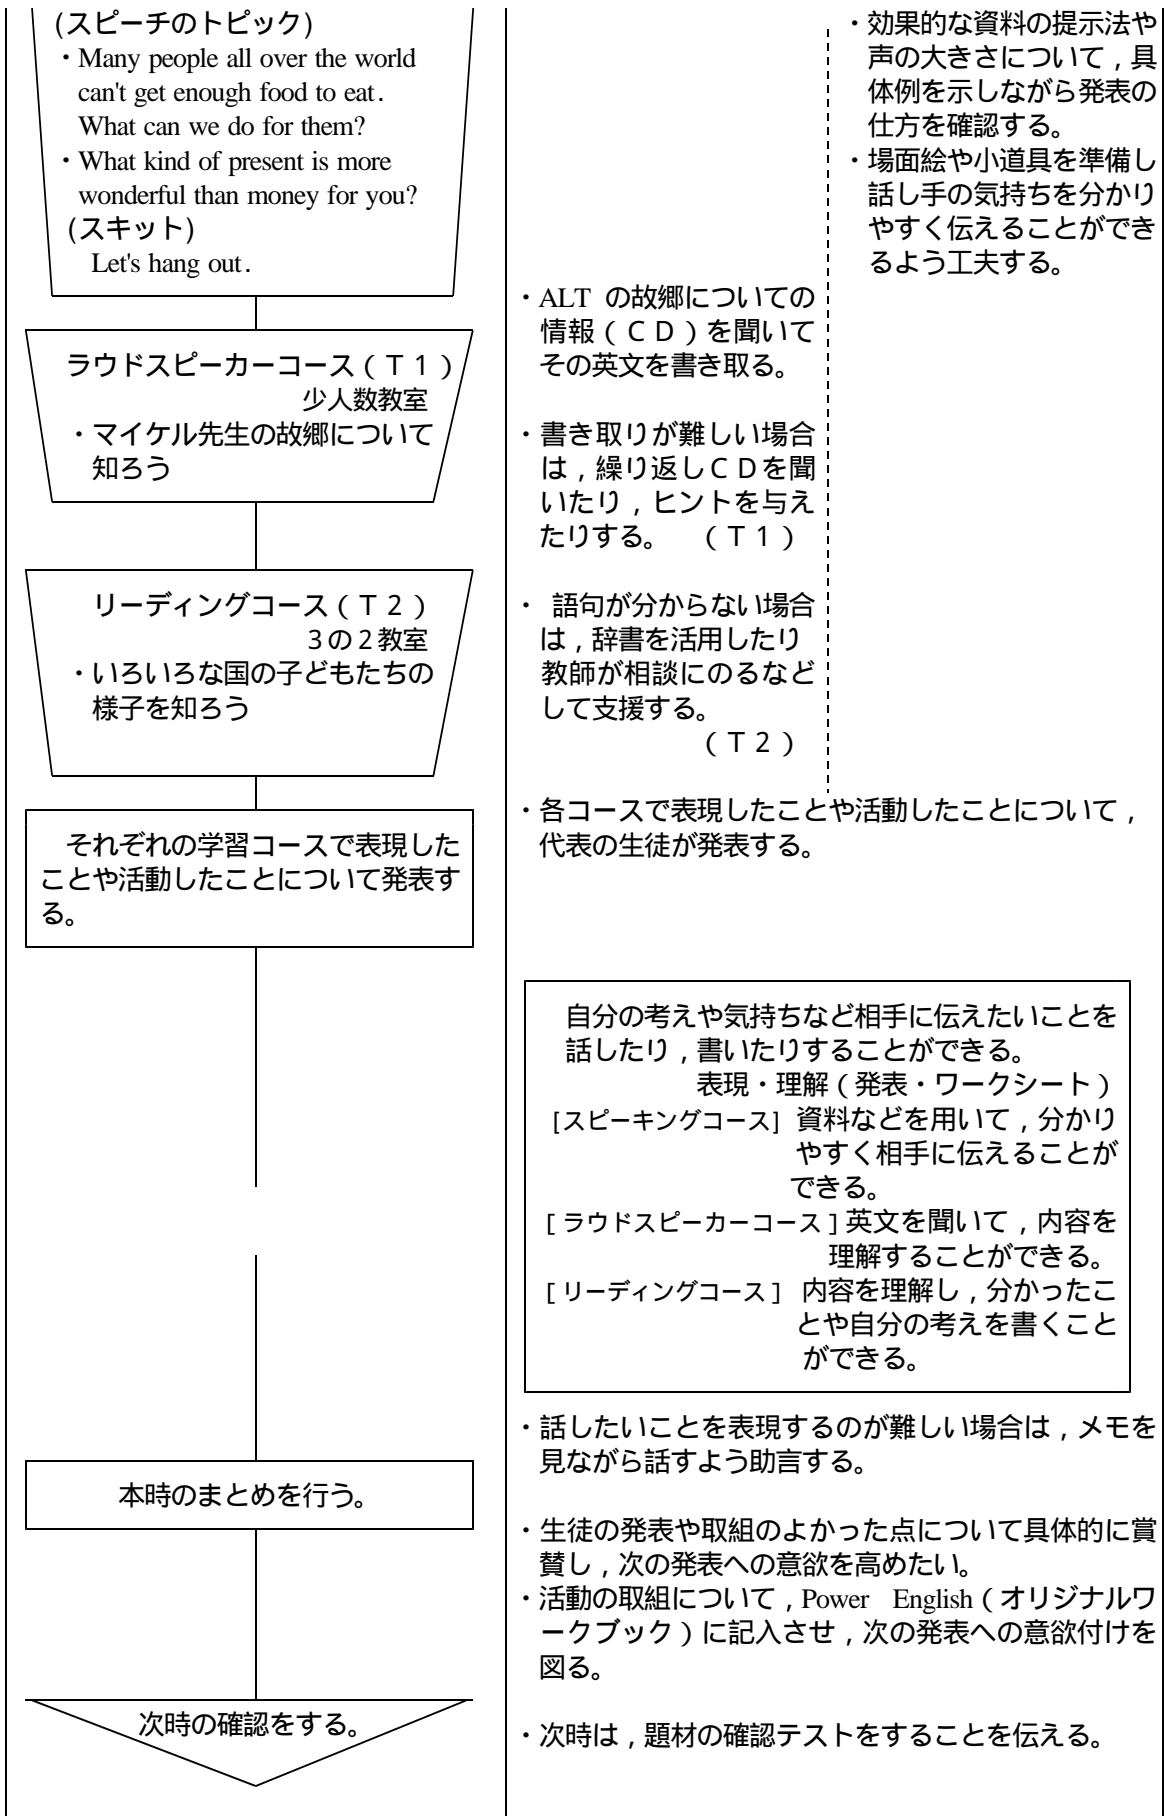 (スピーチのトピック)
・Many people all over the world
can't get enough food to eat.
What can we do for them?
・What kind of present is more
wonderful than money for you?
(スキット)
Let's hang out.
ラウドスピーカーコース(T1)
少人数教室
・マイケル先生の故郷について
知ろう
リーディングコース(T2)
3の2教室
・いろいろな国の子どもたちの
様子を知ろう
それぞれの学習コースで表現した
ことや活動したことについて発表す
る。
本時のまとめを行う。
次時の確認をする。
・ALT の故郷についての
情報(CD)を聞いて
その英文を書き取る。
・書き取りが難しい場合
は,繰り返しCDを聞
いたり,ヒントを与え
たりする。 (T1)
・ 語句が分からない場合
は,辞書を活用したり
教師が相談にのるなど
して支援する。
(T2)
・効果的な資料の提示法や
声の大きさについて,具
体例を示しながら発表の
仕方を確認する。
・場面絵や小道具を準備し
話し手の気持ちを分かり
やすく伝えることができ
るよう工夫する。
・各コースで表現したことや活動したことについて,
代表の生徒が発表する。
自分の考えや気持ちなど相手に伝えたいことを
話したり,書いたりすることができる。
表現・理解(発表・ワークシート)
[スピーキングコース] 資料などを用いて,分かり
やすく相手に伝えることが
できる。
[ラウドスピーカーコース]英文を聞いて,内容を
理解することができる。
[リーディングコース] 内容を理解し,分かったこ
とや自分の考えを書くこと
ができる。
・話したいことを表現するのが難しい場合は,メモを
見ながら話すよう助言する。
・生徒の発表や取組のよかった点について具体的に賞
賛し,次の発表への意欲を高めたい。
・活動の取組について,Power English(オリジナルワ
ークブック)に記入させ,次の発表への意欲付けを
図る。
・次時は,題材の確認テストをすることを伝える。